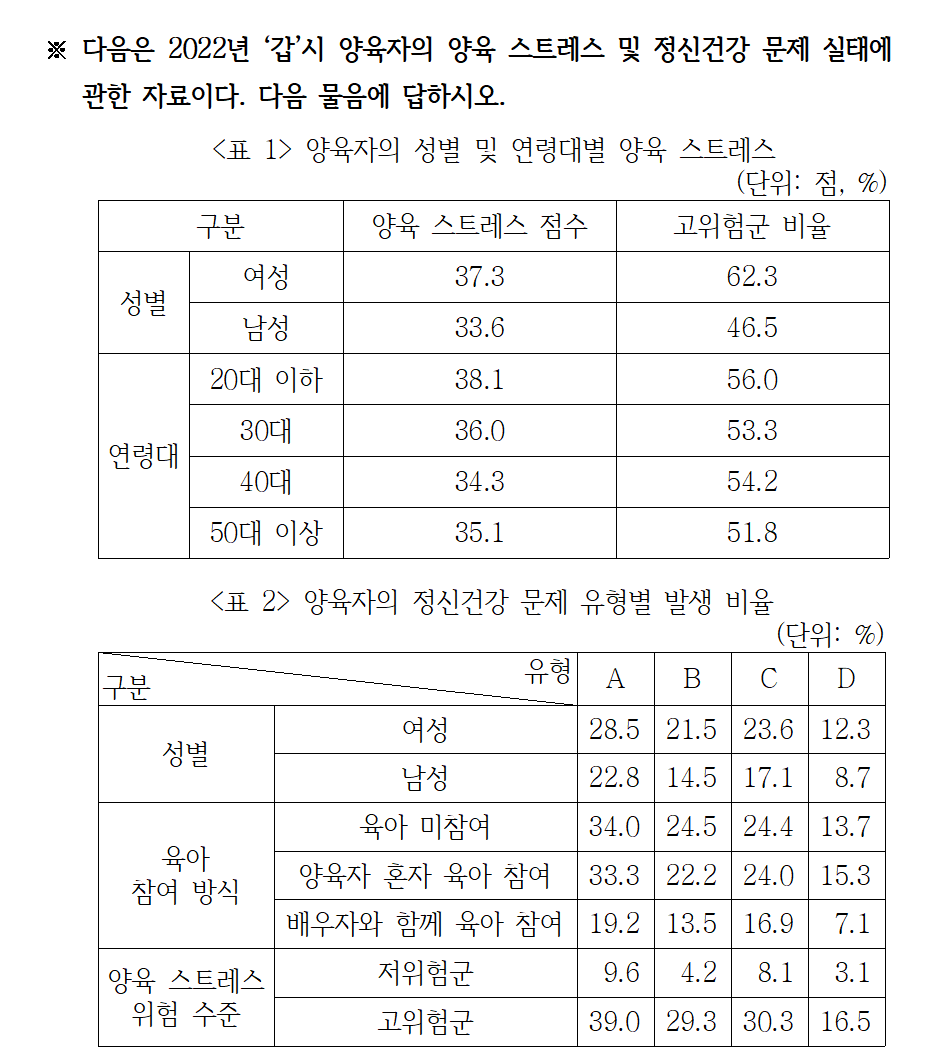 ※ 다음은 2022년 ‘갑’시 양육자의 양육 스트레스 및 정신건강 문제 실태에
관한 자료이다. 다음 물음에 답하시오.
<표 1> 양육자의 성별 및 연령대별 양육 스트레스
(단위: 점, %)
구분 양육 스트레스 점수 고위험군 비율
성별 여성 37.3 62.3
남성 33.6 46.5
연령대 20대 이하 38.1 56.0
30대 36.0 53.3
40대 34.3 54.2
50대 이상 35.1 51.8
<표 2> 양육자의 정신건강 문제 유형별 발생 비율
(단위: %)
구분 유형 A B C D
성별 여성 28.5 21.5 23.6 12.3
남성 22.8 14.5 17.1 8.7
육아 참여 방식 육아 미참여 34.0 24.5 24.4 13.7
양육자 혼자 육아 참여 33.3 22.2 24.0 15.3
배우자와 함께 육아 참여 19.2 13.5 16.9 7.1
양육 스트레스 위험 수준 저위험군 9.6 4.2 8.1 3.1
고위험군 39.0 29.3 30.3 16.5